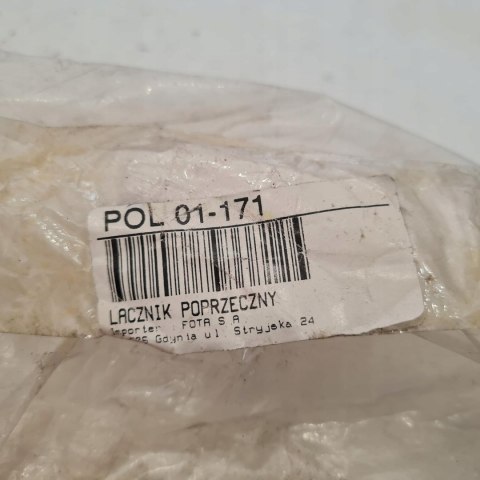 POL 01-171
LACZNIK POPRZECZNY
Importer : FOTA S.A
Gdynia ul. Stryjska 24